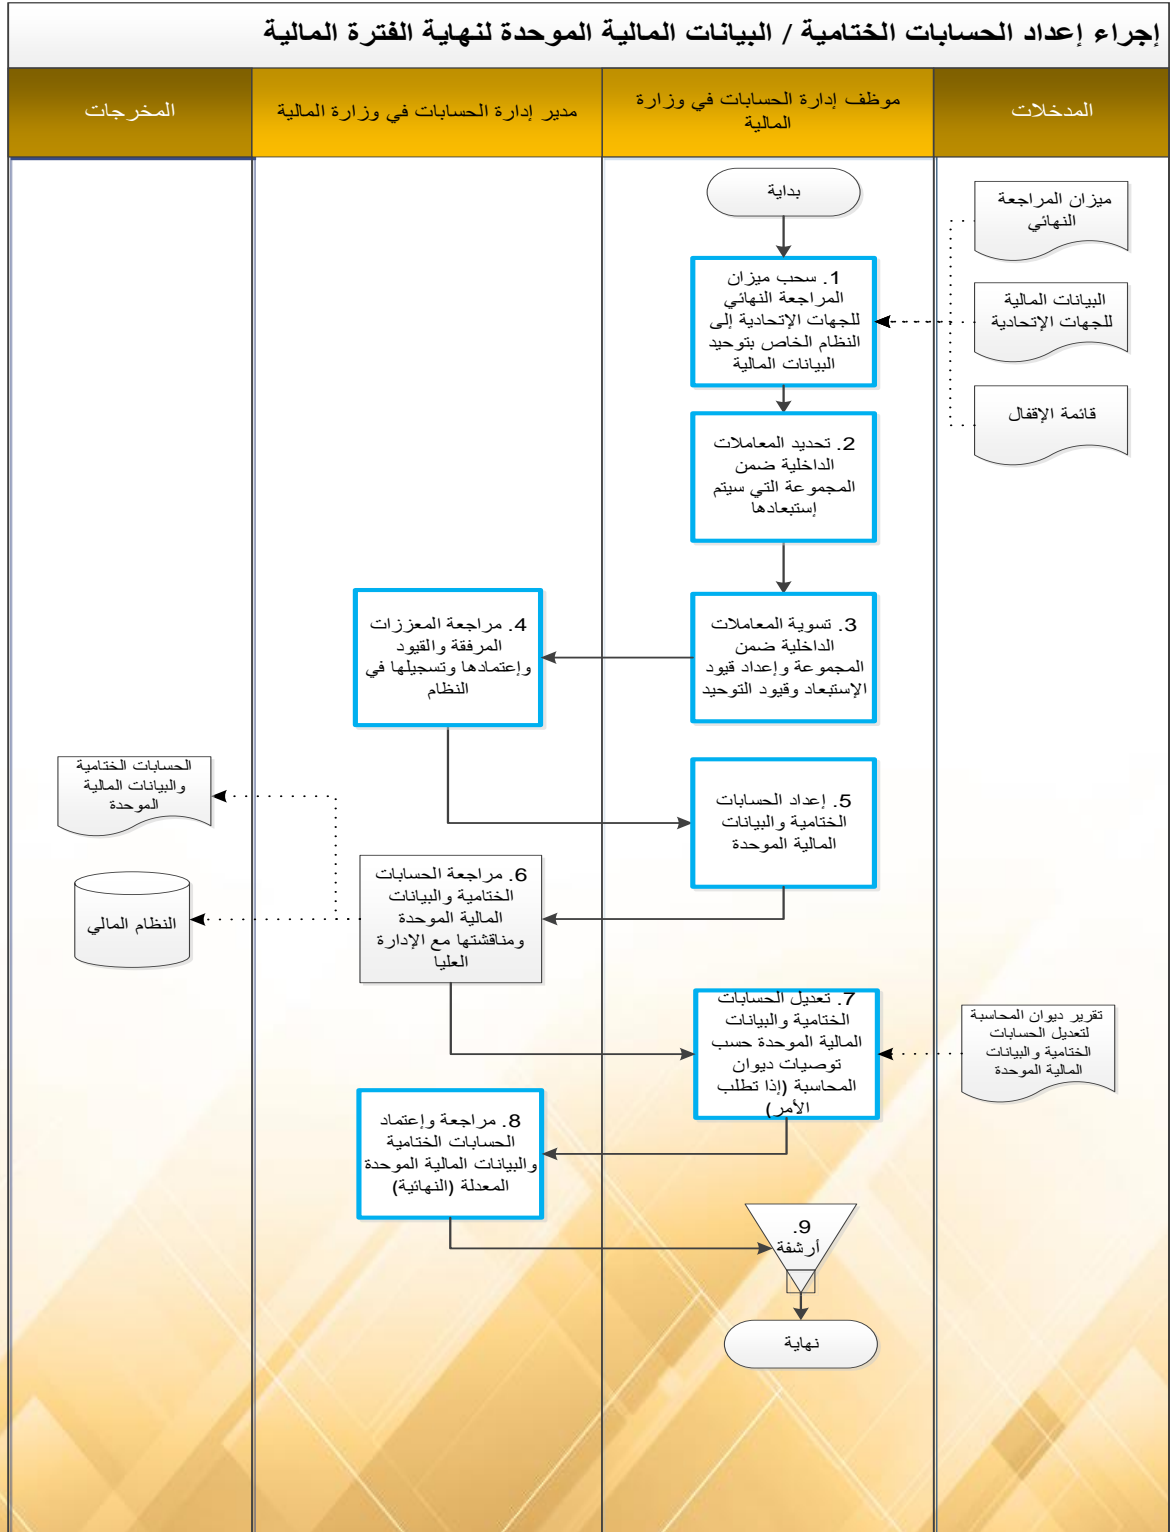 إجراء إعداد الحسابات الختامية / البيانات المالية الموحدة لنهاية الفترة المالية
المدخلات
موظف إدارة الحسابات في وزارة
المالية
مدير إدارة الحسابات في وزارة المالية
المخرجات
بداية
ميزان المراجعة
النهائي
1. سحب ميزان
المراجعة النهائي
للجهات الإتحادية إلى
النظام الخاص بتوحيد
البيانات المالية
البيانات المالية
للجهات الإتحادية
قائمة الإقفال
2. تحديد المعاملات
الداخلية ضمن
المجموعة التي سيتم
إستبعادها
3. تسوية المعاملات
الداخلية ضمن
المجموعة وإعداد قيود
الإستبعاد وقيود التوحيد
4. مراجعة المعززات
المرفقة والقيود
وإعتمادها وتسجيلها في
النظام
5. إعداد الحسابات
الختامية والبيانات
المالية الموحدة
الحسابات الختامية
والبيانات المالية
الموحدة
6. مراجعة الحسابات
الختامية والبيانات
المالية الموحدة
ومناقشتها مع الإدارة
العليا
النظام المالي
7. تعديل الحسابات
الختامية والبيانات
المالية الموحدة حسب
توصيات ديوان
المحاسبة (إذا تطلب
الأمر)
تقرير ديوان المحاسبة
لتعديل الحسابات
الختامية والبيانات
المالية الموحدة
8. مراجعة وإعتماد
الحسابات الختامية
والبيانات المالية الموحدة
المعدلة (النهائية)
9.
أرشفة
نهاية